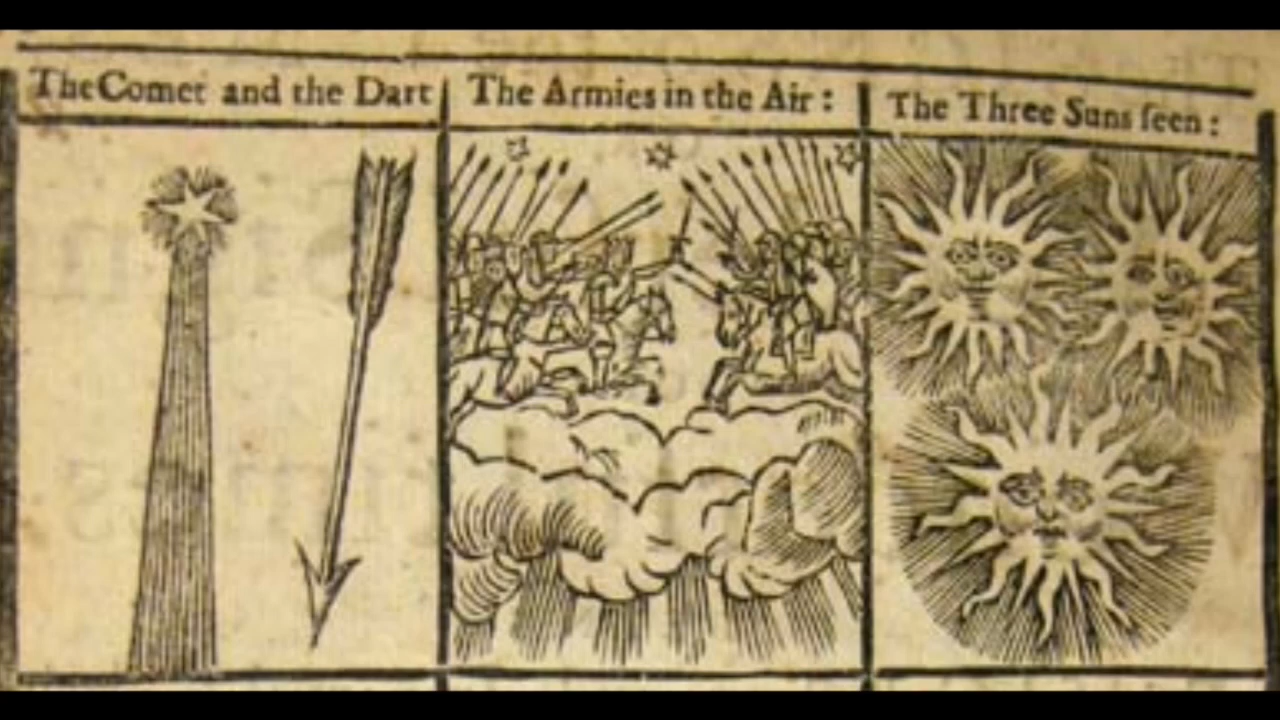 The Comet and the Dart
The Armies in the Air :
The Three Suns ſeen :